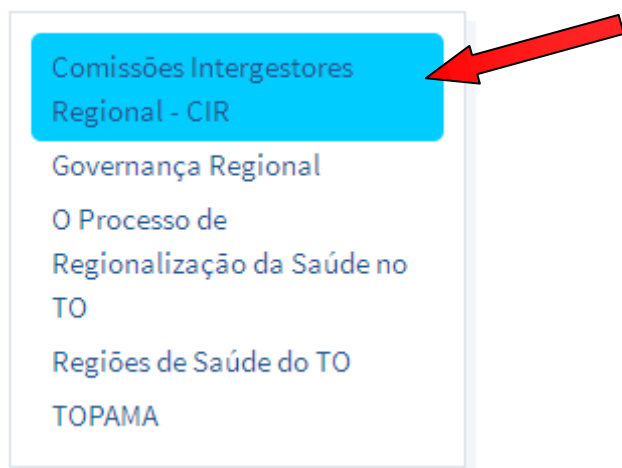 Comissões Intergestores
Regional - CIR
Governança Regional
O Processo de
Regionalização da Saúde no
TO
Regiões de Saúde do TO
TOPAMA